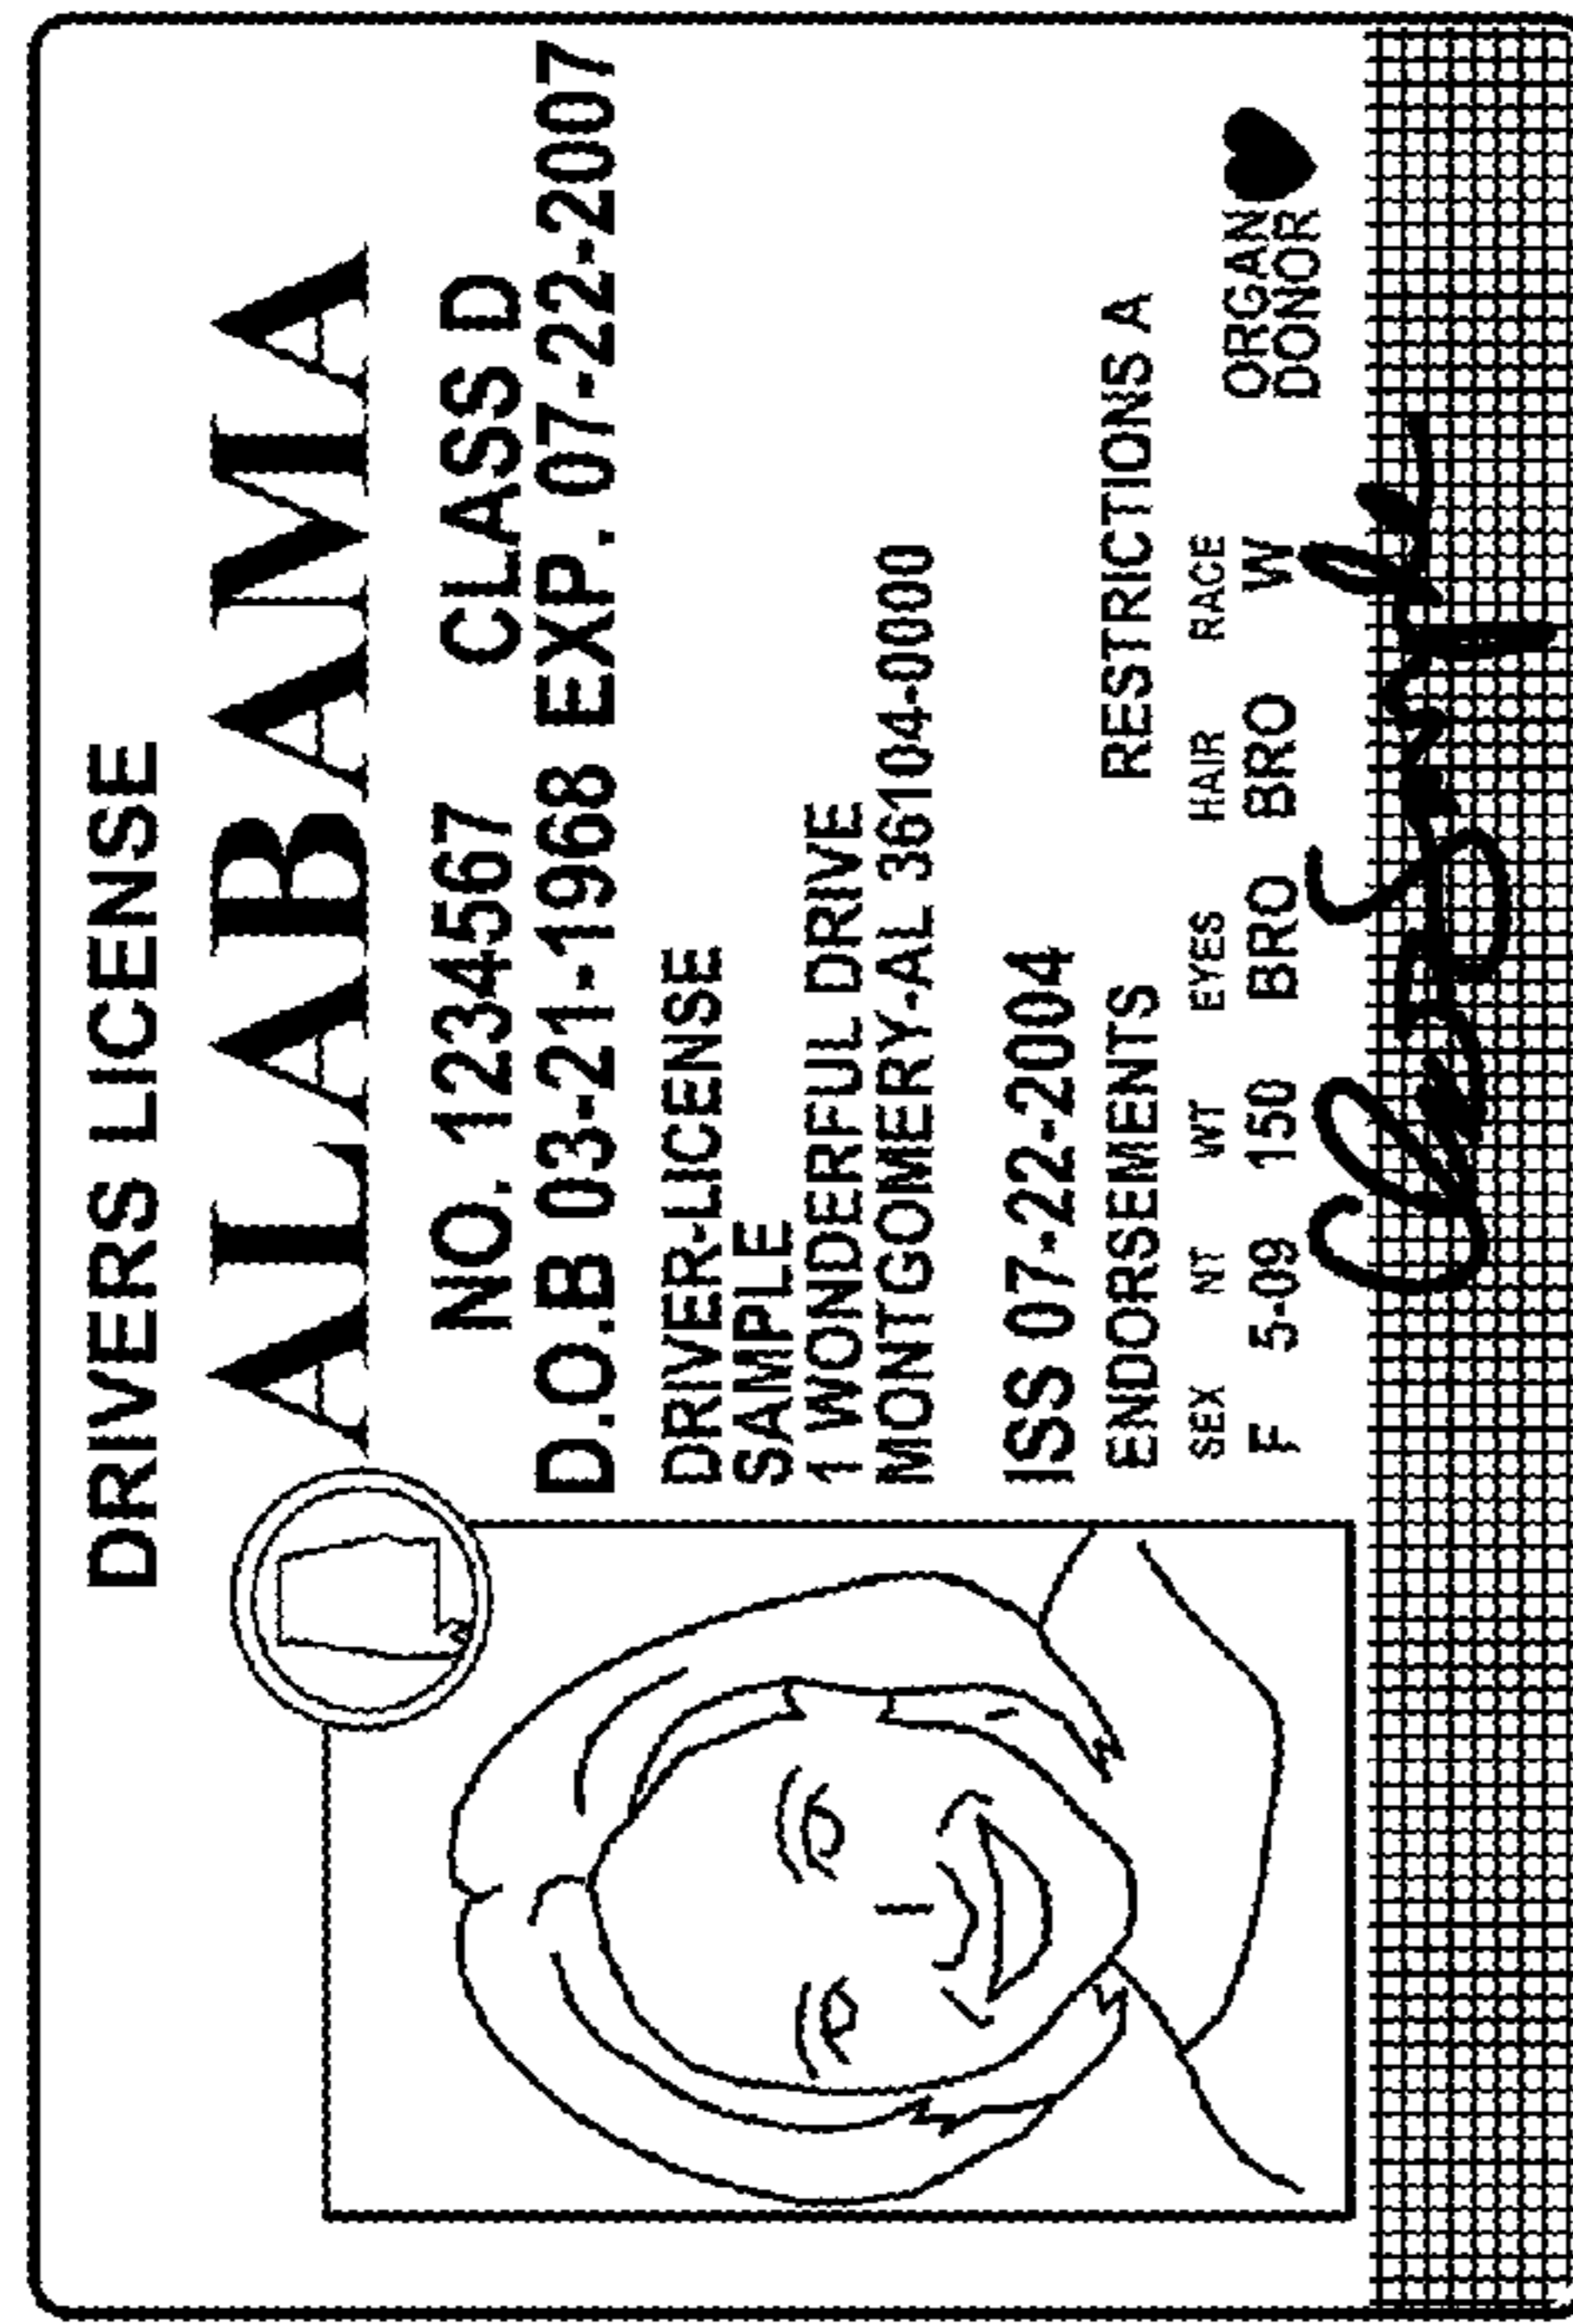 DRIVERS LICENSE
ALABAMA
NO. 1234567 CLASS D
D.O.B 03-21-1968 EXP. 07-22-2007
DRIVER-LICENSE
SAMPLE
1 WONDERFUL DRIVE
MONTGOMERY-AL 36104-0000
ISS 07-22-2004
ENDORSEMENTS RESTRICTIONS A
SEX NT WT EYES HAIR RACE
F 5-09 150 BRO BRO W
ORGAN
DONOR